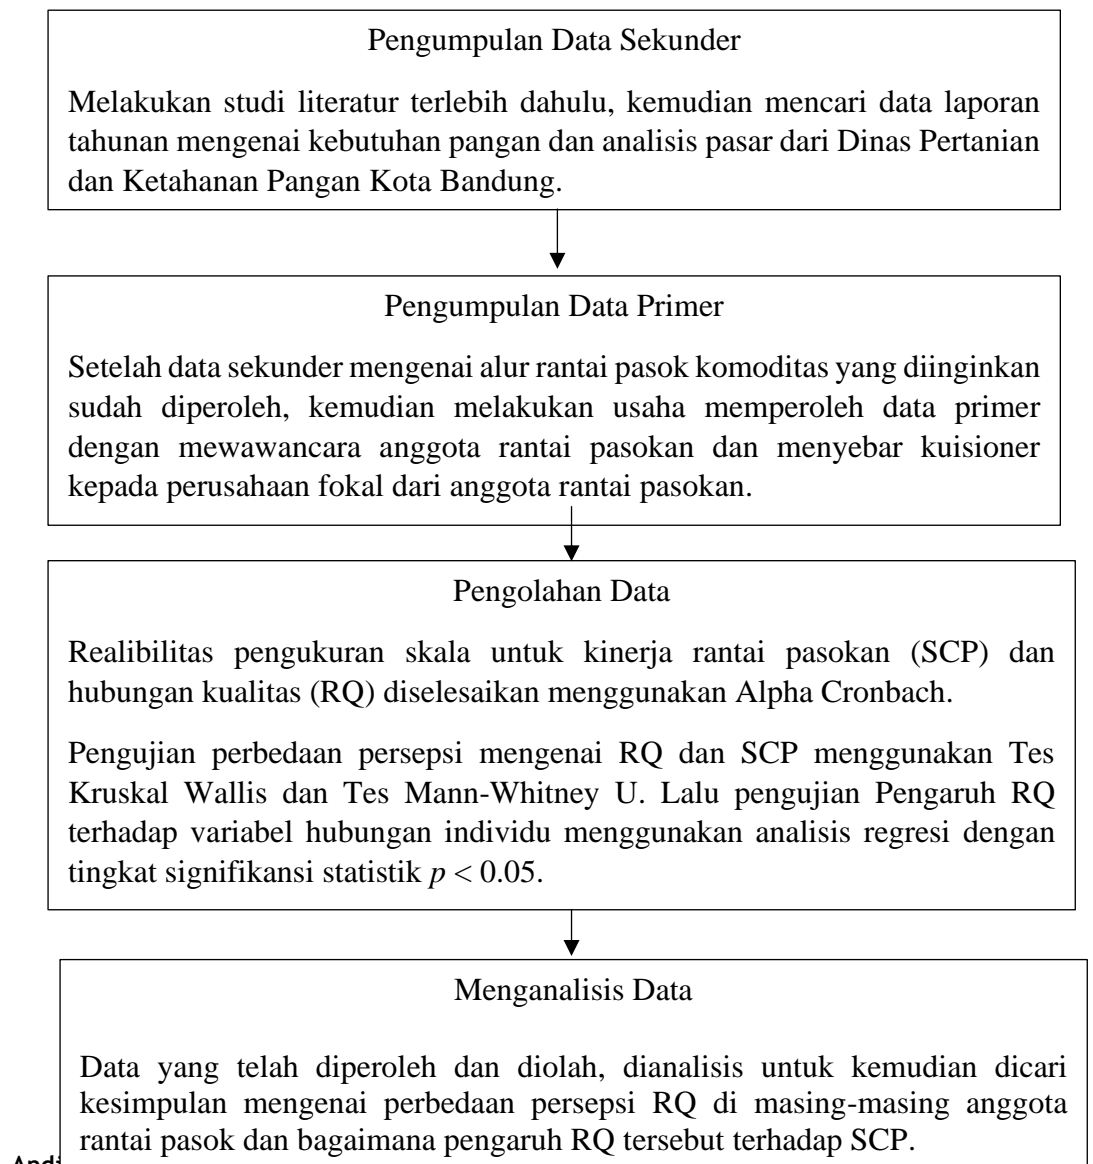 Pengumpulan Data Sekunder
Melakukan studi literatur terlebih dahulu, kemudian mencari data laporan
tahunan mengenai kebutuhan pangan dan analisis pasar dari Dinas Pertanian
dan Ketahanan Pangan Kota Bandung.
Pengumpulan Data Primer
Setelah data sekunder mengenai alur rantai pasok komoditas yang diinginkan
sudah diperoleh, kemudian melakukan usaha memperoleh data primer
dengan mewawancara anggota rantai pasokan dan menyebar kuisioner
kepada perusahaan fokal dari anggota rantai pasokan.
Pengolahan Data
Realibilitas pengukuran skala untuk kinerja rantai pasokan (SCP) dan
hubungan kualitas (RQ) diselesaikan menggunakan Alpha Cronbach.
Pengujian perbedaan persepsi mengenai RQ dan SCP menggunakan Tes
Kruskal Wallis dan Tes Mann-Whitney U. Lalu pengujian Pengaruh RQ
terhadap variabel hubungan individu menggunakan analisis regresi dengan
tingkat signifikansi statistik p < 0.05.
Menganalisis Data
Data yang telah diperoleh dan diolah, dianalisis untuk kemudian dicari
kesimpulan mengenai perbedaan persepsi RQ di masing-masing anggota
rantai pasok dan bagaimana pengaruh RQ tersebut terhadap SCP.